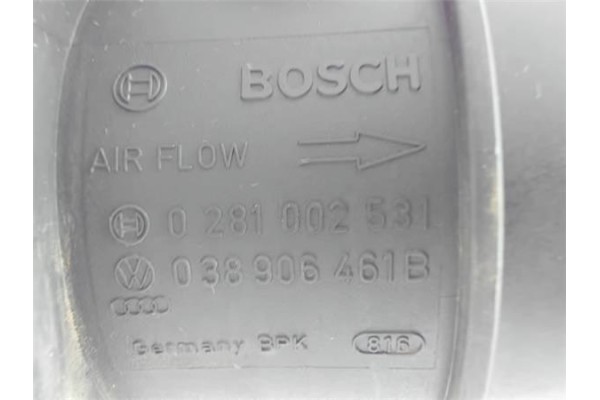 BOSCH
AIR FLOW
0 281 002 531
038 906 461B
Germany BPK 816